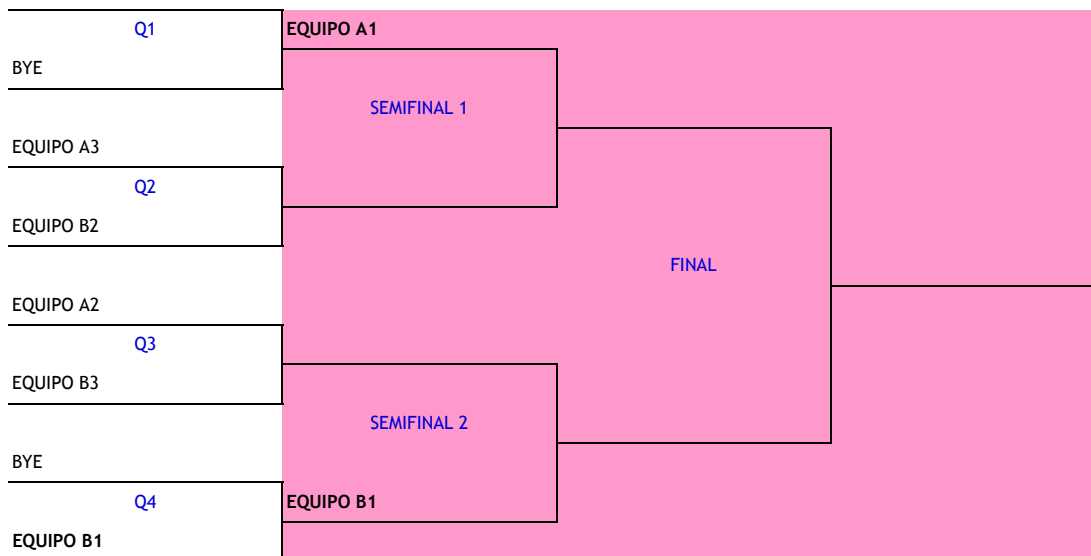 Q1
EQUIPO A1
BYE
SEMIFINAL 1
EQUIPO A3
Q2
EQUIPO B2
FINAL
EQUIPO A2
Q3
EQUIPO B3
SEMIFINAL 2
BYE
Q4
EQUIPO B1
EQUIPO B1